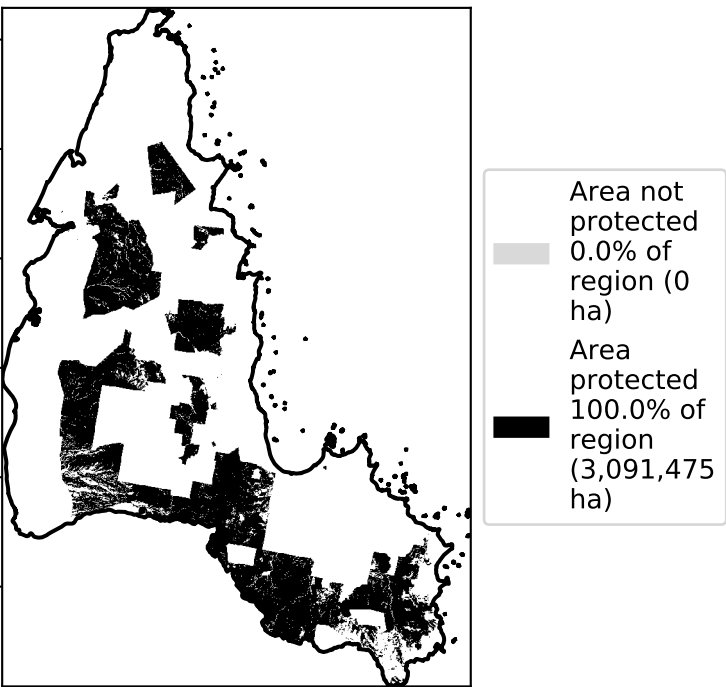 Area not
protected
0.0% of
region (0
ha)
Area
protected
100.0% of
region
(3,091,475
ha)